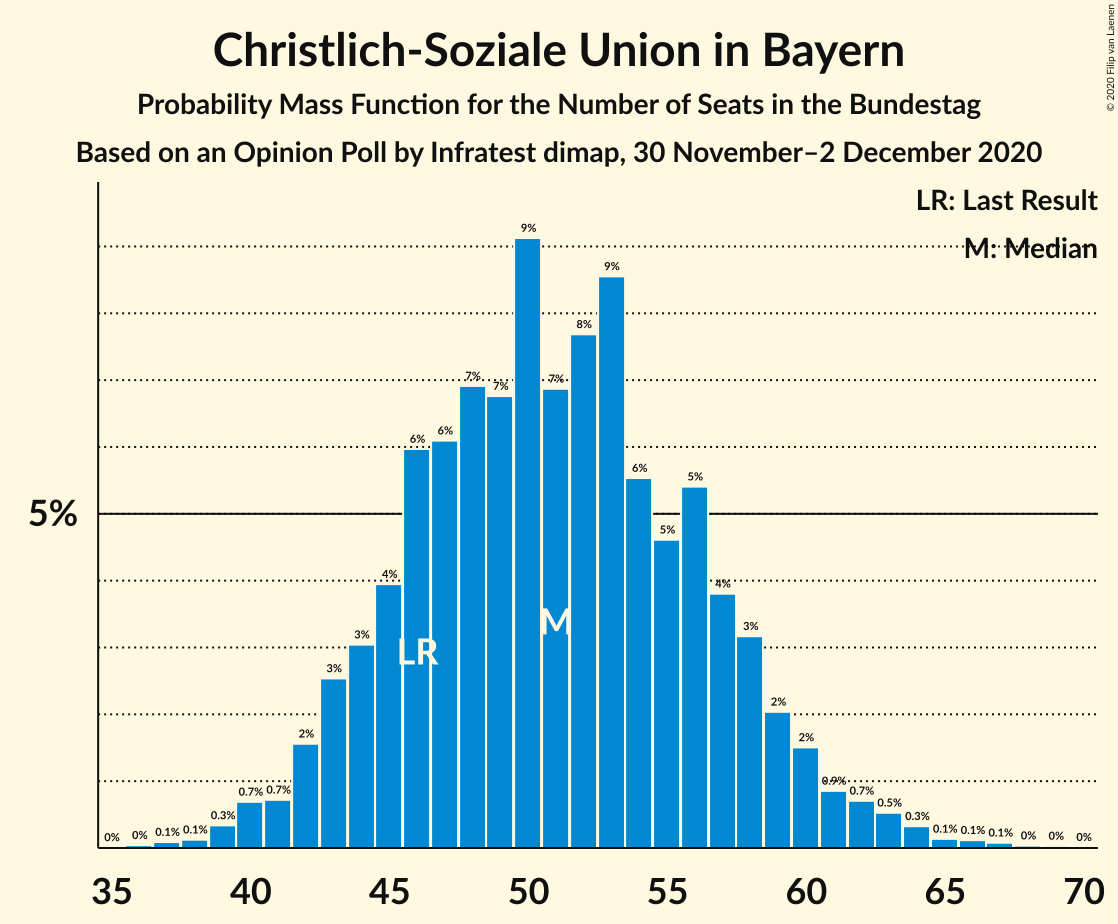 Christlich-Soziale Union in Bayern
Probability Mass Function for the Number of Seats in the Bundestag
Based on an Opinion Poll by Infratest dimap, 30 November–2 December 2020
© 2020 Filip van Laenen
LR: Last Result
M: Median
5%
0% 0% 0.1% 0.1% 0.3% 0.7% 0.7% 2% 3% 3% 4% 6% 6% 7% 7% 9% 7% 8% 9% 6% 5% 5% 4% 3% 2% 2% 0.9% 0.7% 0.5% 0.3% 0.1% 0.1% 0.1% 0% 0% 0%
LR M
35 40 45 50 55 60 65 70